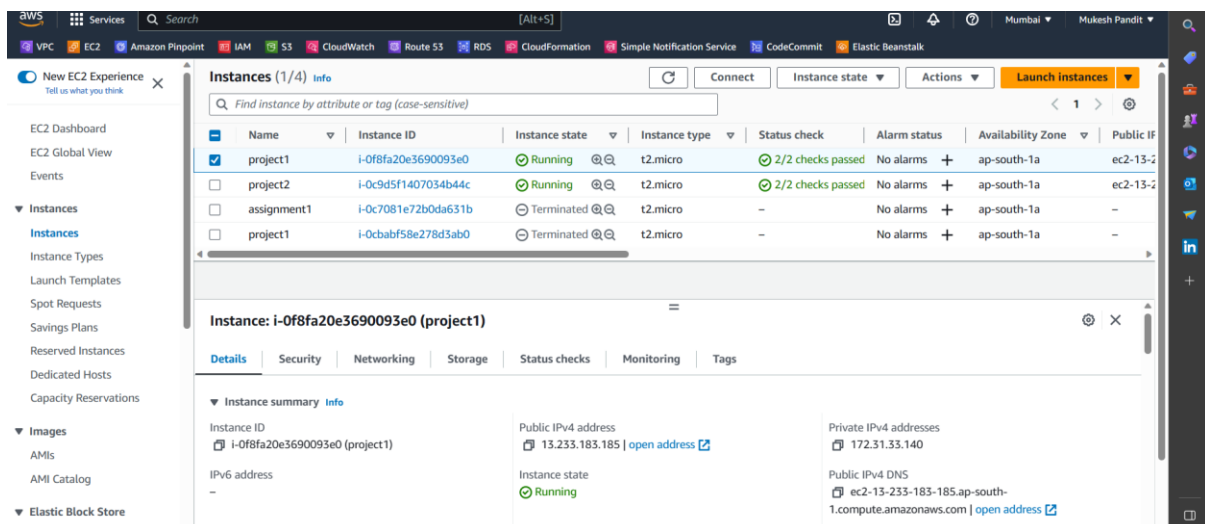 aws Services Search [Alt+S] Mumbai Mukesh Pandit
VPC EC2 Amazon Pinpoint IAM S3 CloudWatch Route 53 RDS CloudFormation Simple Notification Service CodeCommit Elastic Beanstalk
New EC2 Experience
Tell us what you think
EC2 Dashboard
EC2 Global View
Events
Instances
Instances
Instance Types
Launch Templates
Spot Requests
Savings Plans
Reserved Instances
Dedicated Hosts
Capacity Reservations
Images
AMIs
AMI Catalog
Elastic Block Store
Instances (1/4) Info Connect Instance state Actions Launch instances
Find instance by attribute or tag (case-sensitive) 1
Name Instance ID Instance state Instance type Status check Alarm status Availability Zone Public IP
project1 i-0f8fa20e3690093e0 Running t2.micro 2/2 checks passed No alarms + ap-south-1a ec2-13-2
project2 i-0c9d5f1407034b44c Running t2.micro 2/2 checks passed No alarms + ap-south-1a ec2-13-2
assignment1 i-0c7081e72b0da631b Terminated t2.micro – No alarms + ap-south-1a –
project1 i-0cbabf58e278d3ab0 Terminated t2.micro – No alarms + ap-south-1a –
Instance: i-0f8fa20e3690093e0 (project1)
Details Security Networking Storage Status checks Monitoring Tags
Instance summary Info
Instance ID Public IPv4 address Private IPv4 addresses
i-0f8fa20e3690093e0 (project1) 13.233.183.185 | open address 172.31.33.140
IPv6 address Instance state Public IPv4 DNS
– Running ec2-13-233-183-185.ap-south-
1.compute.amazonaws.com | open address
in